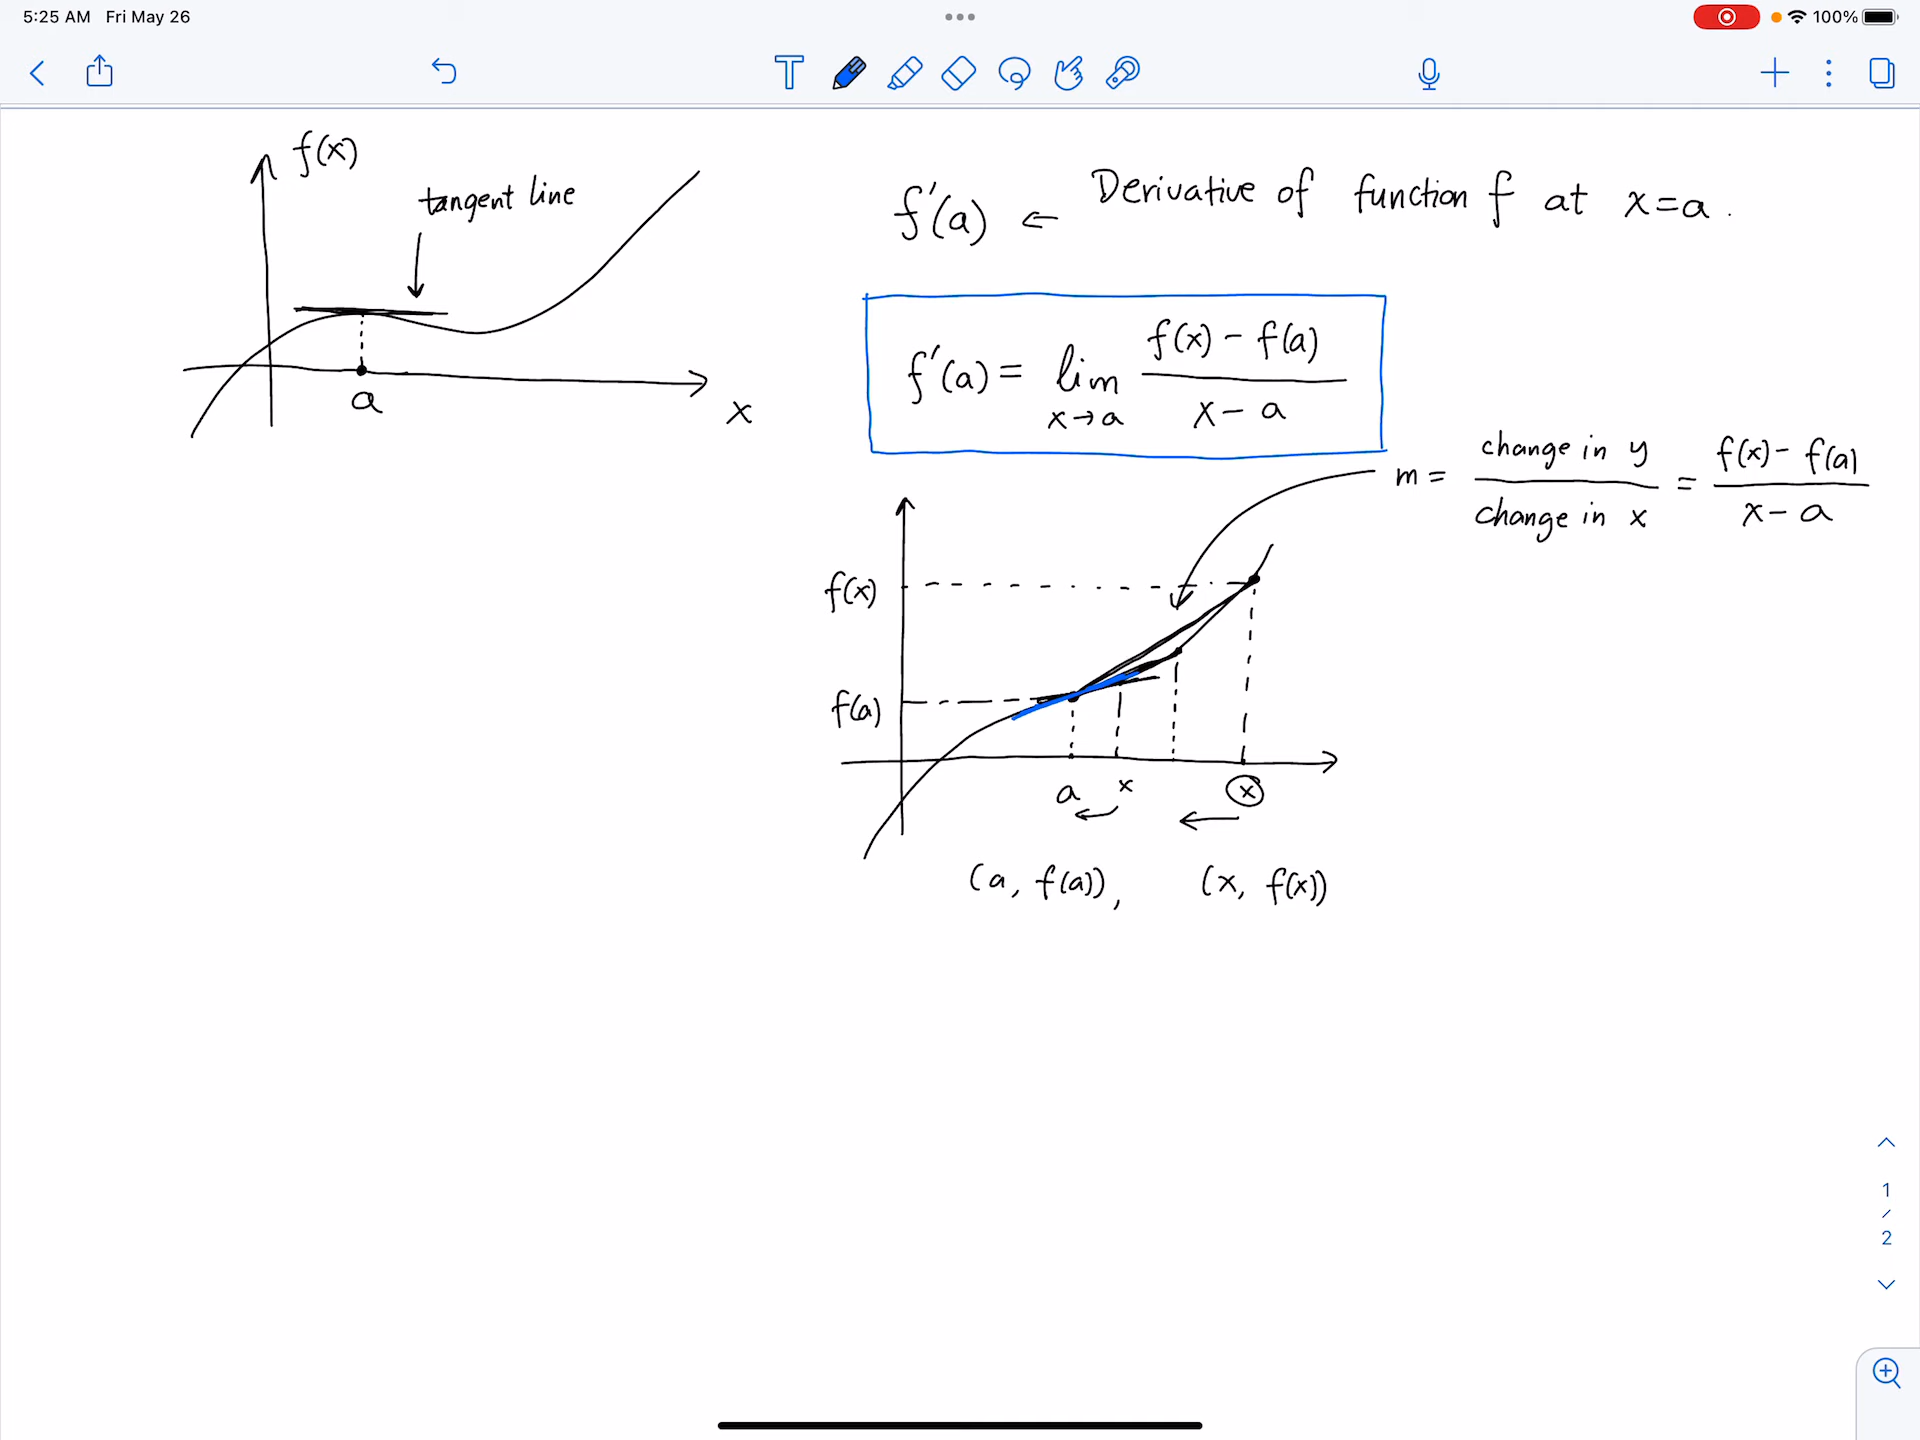 5:25 AM Fri May 26
100%
T
f(x)
tangent line
a
x
f'(a) ← Derivative of function f at x=a.
f'(a) = lim x→a f(x) - f(a) / x - a
m = change in y / change in x = f(x) - f(a) / x - a
f(x)
f(a)
a x x
(a, f(a)), (x, f(x))
1
/
2